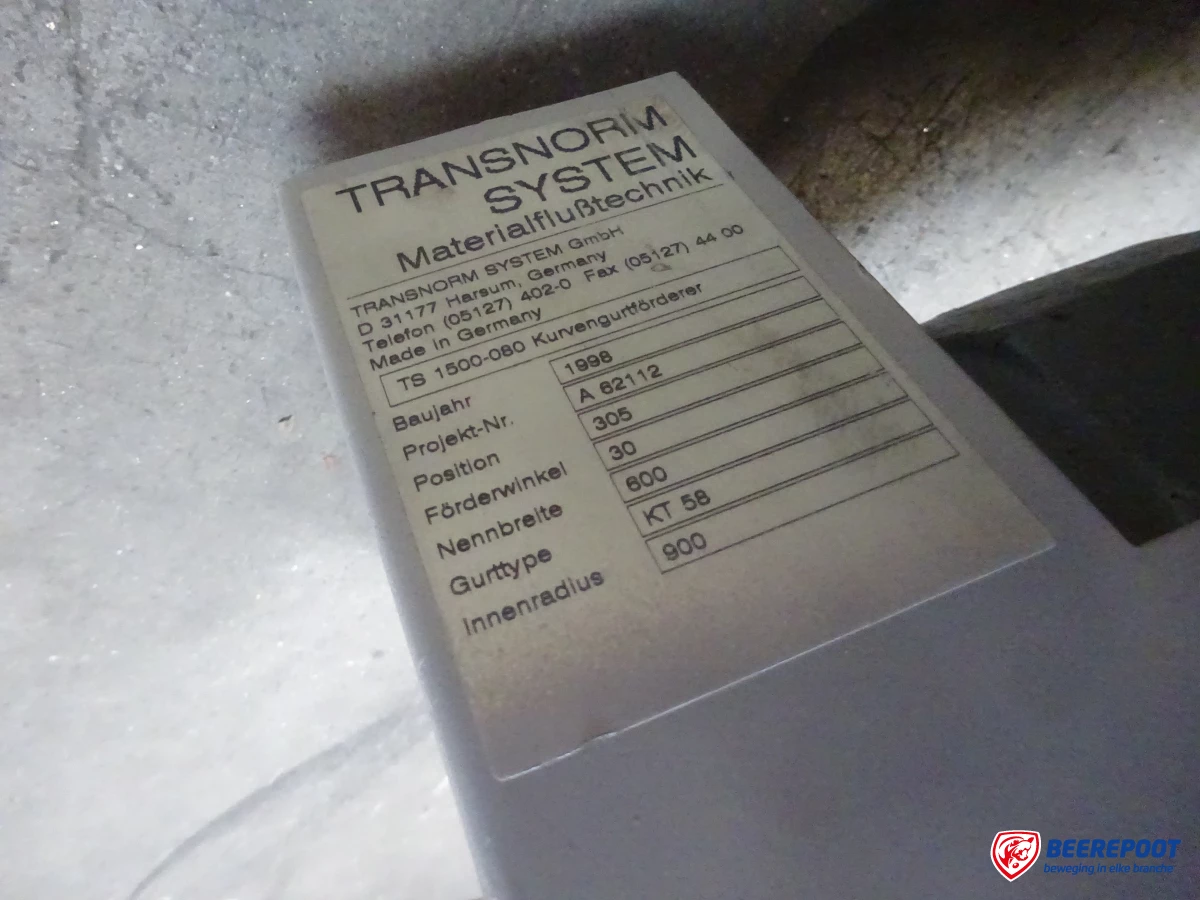 TRANSNORM
SYSTEM
Materialflußtechnik
TRANSNORM SYSTEM GmbH
D 31177 Harsum, Germany
Telefon (05127) 402-0 Fax (05127) 44 00
Made in Germany
TS 1500-080 Kurvengurtförderer
Baujahr 1998
Projekt-Nr. A 62112
Position 305
Förderwinkel 30
Nennbreite 600
Gurttype KT 58
Innenradius 900
BEEREPOOT
beweging in elke branche